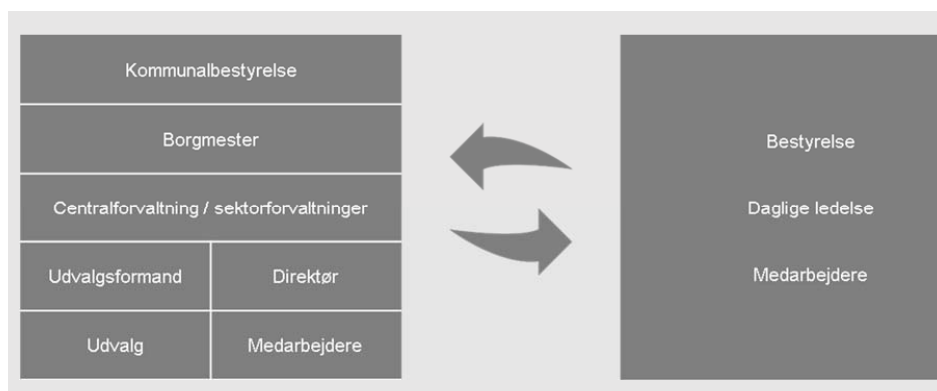 Kommunalbestyrelse
Borgmester
Centralforvaltning / sektorforvaltninger
Udvalgsformand
Direktør
Udvalg
Medarbejdere
Bestyrelse
Daglige ledelse
Medarbejdere